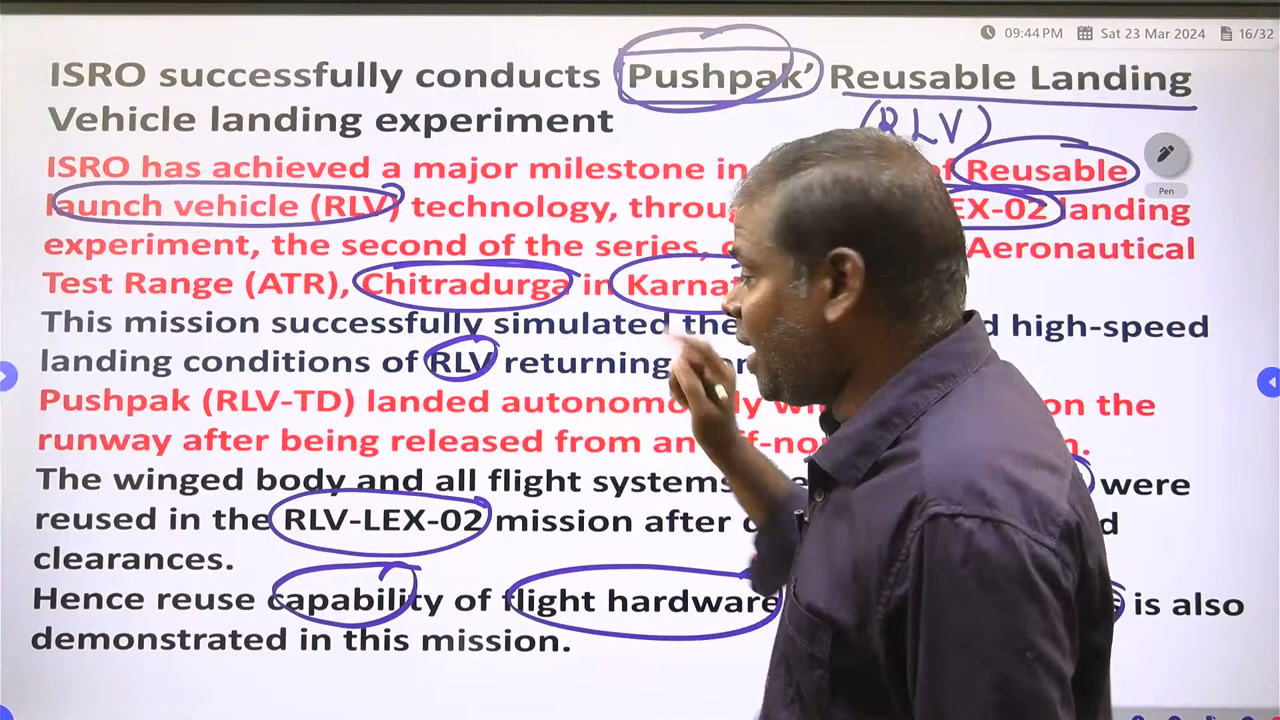 09:44 PM Sat 23 Mar 2024 16/32
ISRO successfully conducts 'Pushpak' Reusable Landing
Vehicle landing experiment
(RLV)
ISRO has achieved a major milestone in Reusable
launch vehicle (RLV) technology, EX-02 landing
experiment, the second of the series, Aeronautical
Test Range (ATR), Chitradurga in
This mission successfully simulated the high-speed
landing conditions of RLV returning
Pushpak (RLV-TD) landed on the
runway after being released from an
The winged body and all flight systems were
reused in the RLV-LEX-02 mission after
clearances.
Hence reuse capability of flight hardware is also
demonstrated in this mission.
Pen